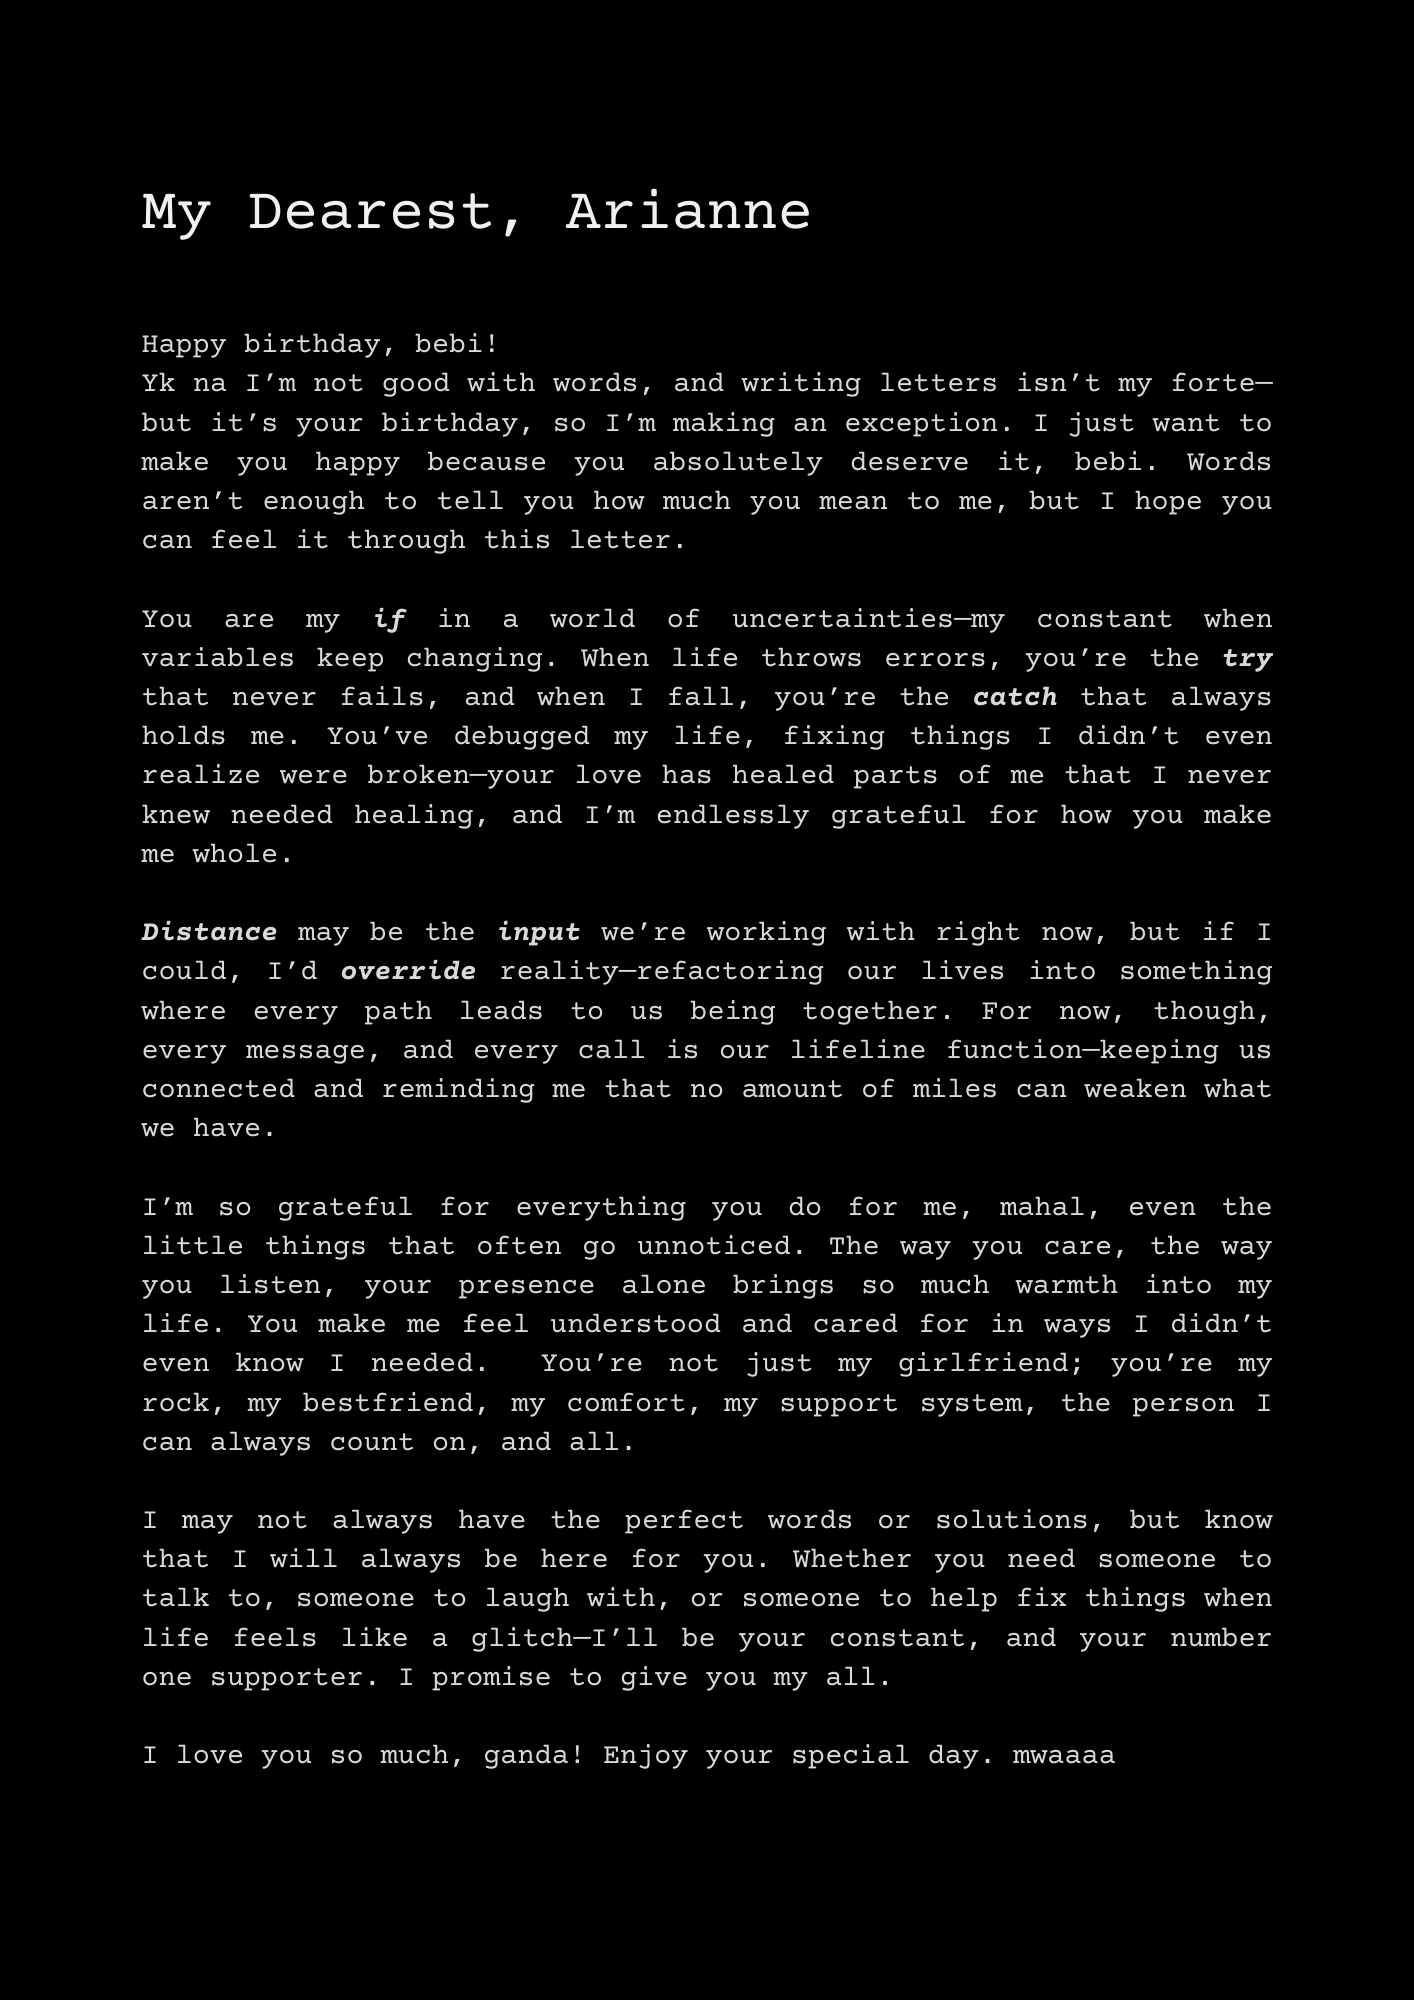 My Dearest, Arianne
Happy birthday, bebi!
Yk na I’m not good with words, and writing letters isn’t my forte—
but it’s your birthday, so I’m making an exception. I just want to
make you happy because you absolutely deserve it, bebi. Words
aren’t enough to tell you how much you mean to me, but I hope you
can feel it through this letter.
You are my if in a world of uncertainties—my constant when
variables keep changing. When life throws errors, you’re the try
that never fails, and when I fall, you’re the catch that always
holds me. You’ve debugged my life, fixing things I didn’t even
realize were broken—your love has healed parts of me that I never
knew needed healing, and I’m endlessly grateful for how you make
me whole.
Distance may be the input we’re working with right now, but if I
could, I’d override reality—refactoring our lives into something
where every path leads to us being together. For now, though,
every message, and every call is our lifeline function—keeping us
connected and reminding me that no amount of miles can weaken what
we have.
I’m so grateful for everything you do for me, mahal, even the
little things that often go unnoticed. The way you care, the way
you listen, your presence alone brings so much warmth into my
life. You make me feel understood and cared for in ways I didn’t
even know I needed.  You’re not just my girlfriend; you’re my
rock, my bestfriend, my comfort, my support system, the person I
can always count on, and all.
I may not always have the perfect words or solutions, but know
that I will always be here for you. Whether you need someone to
talk to, someone to laugh with, or someone to help fix things when
life feels like a glitch—I’ll be your constant, and your number
one supporter. I promise to give you my all.
I love you so much, ganda! Enjoy your special day. mwaaaa